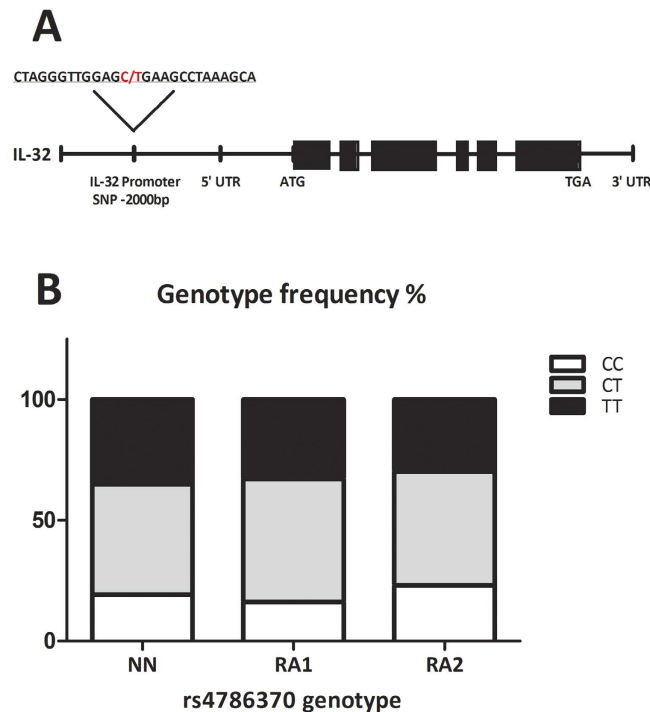 A
CTAGGGTTGGAGC/TGAAGCCTAAAGCA
IL-32
IL-32 Promoter
SNP -2000bp
5' UTR
ATG
TGA
3' UTR
B
Genotype frequency %
CC
CT
TT
100
50
0
NN
RA1
RA2
rs4786370 genotype